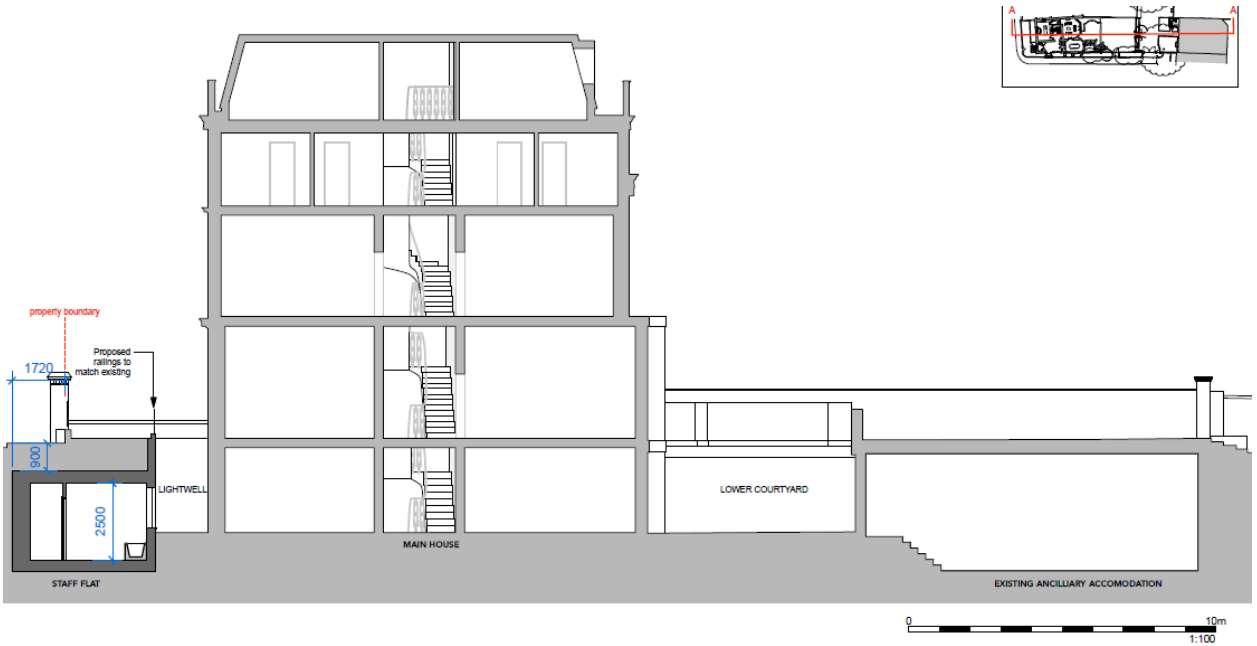 A A
property boundary
Proposed
railings to
match existing
1720
900
2500
LIGHTWELL
LOWER COURTYARD
MAIN HOUSE
STAFF FLAT
EXISTING ANCILLIARY ACCOMODATION
0 10m
1:100